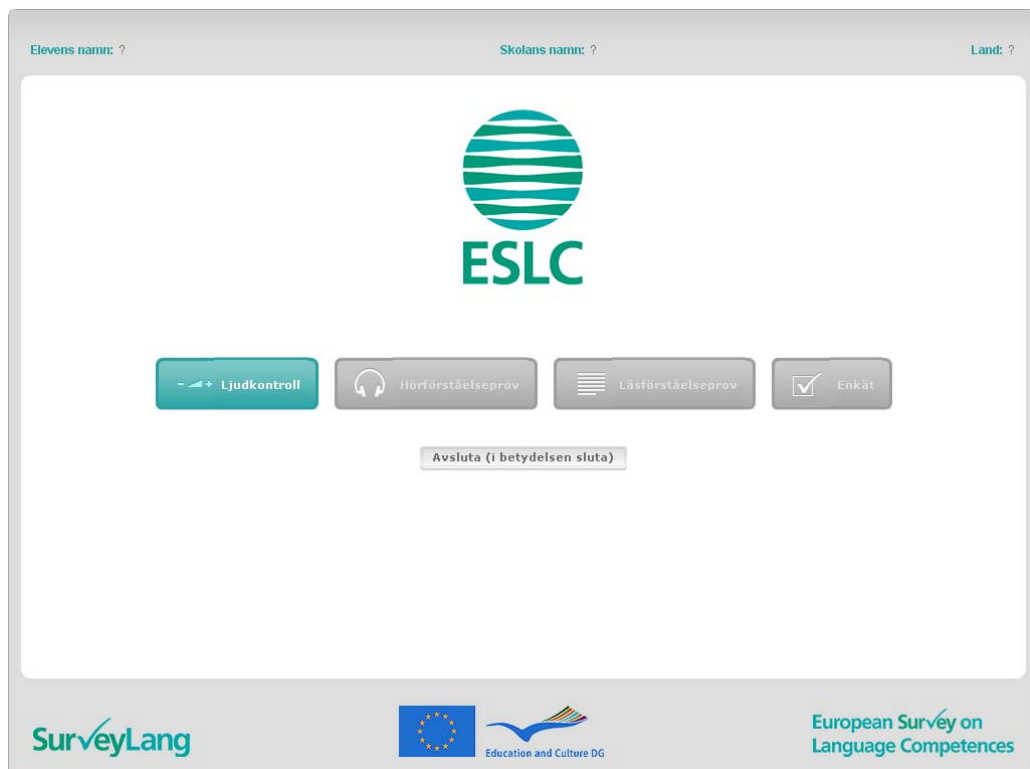 Elevens namn: ? Skolans namn: ? Land: ?
ESLC
- + Ljudkontroll Hörförståelseprov Läsförståelseprov Enkät
Avsluta (i betydelsen sluta)
SurveyLang
Education and Culture DG
European Survey on
Language Competences